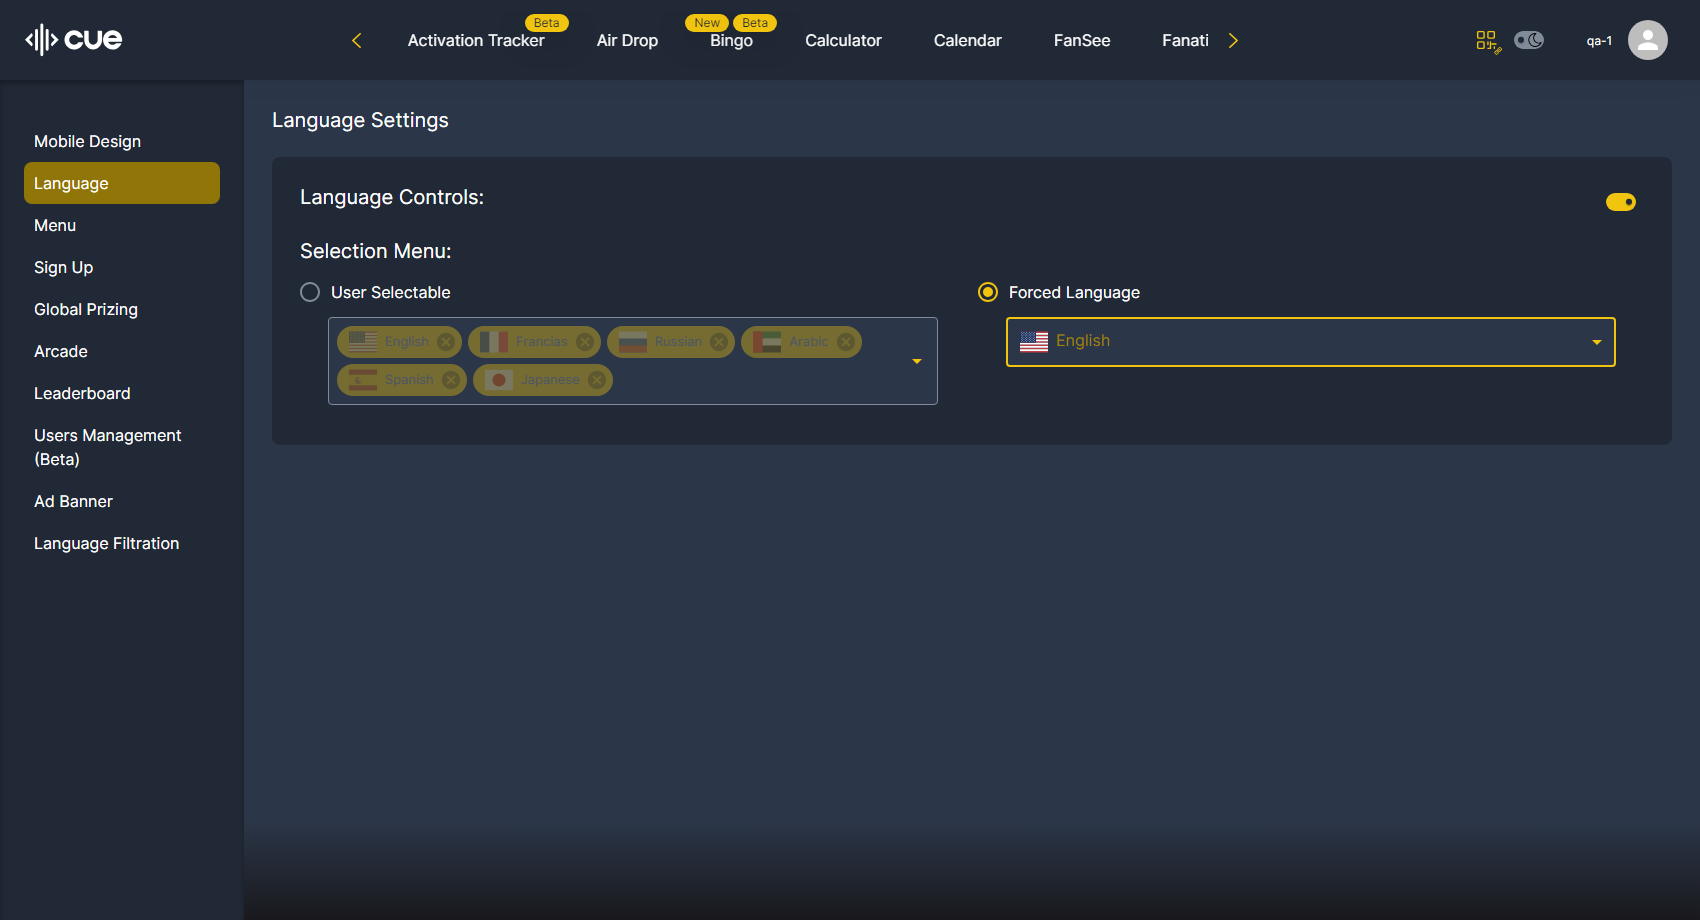 cue
Beta
New
Beta
Activation Tracker
Air Drop
Bingo
Calculator
Calendar
FanSee
Fanati
qa-1
Mobile Design
Language
Menu
Sign Up
Global Prizing
Arcade
Leaderboard
Users Management
(Beta)
Ad Banner
Language Filtration
Language Settings
Language Controls:
Selection Menu:
User Selectable
English
Francias
Russian
Arabic
Spanish
Japanese
Forced Language
English